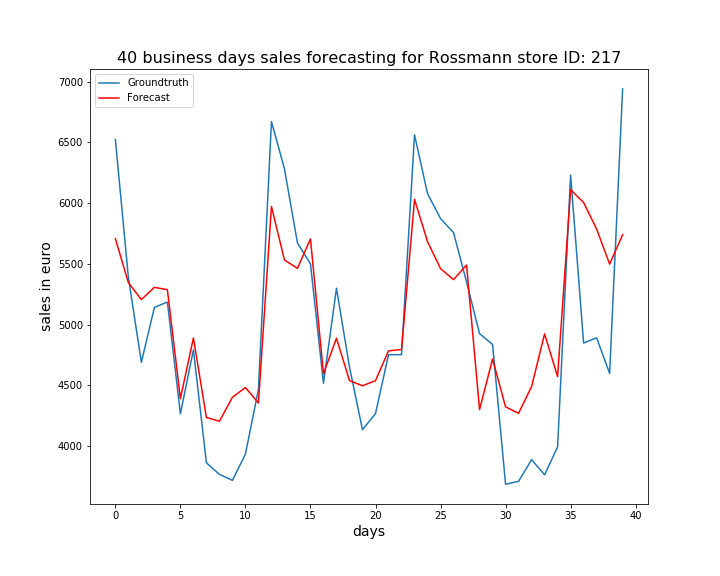 40 business days sales forecasting for Rossmann store ID: 217
Groundtruth
Forecast
7000
6500
6000
5500
5000
4500
4000
sales in euro
0 5 10 15 20 25 30 35 40
days